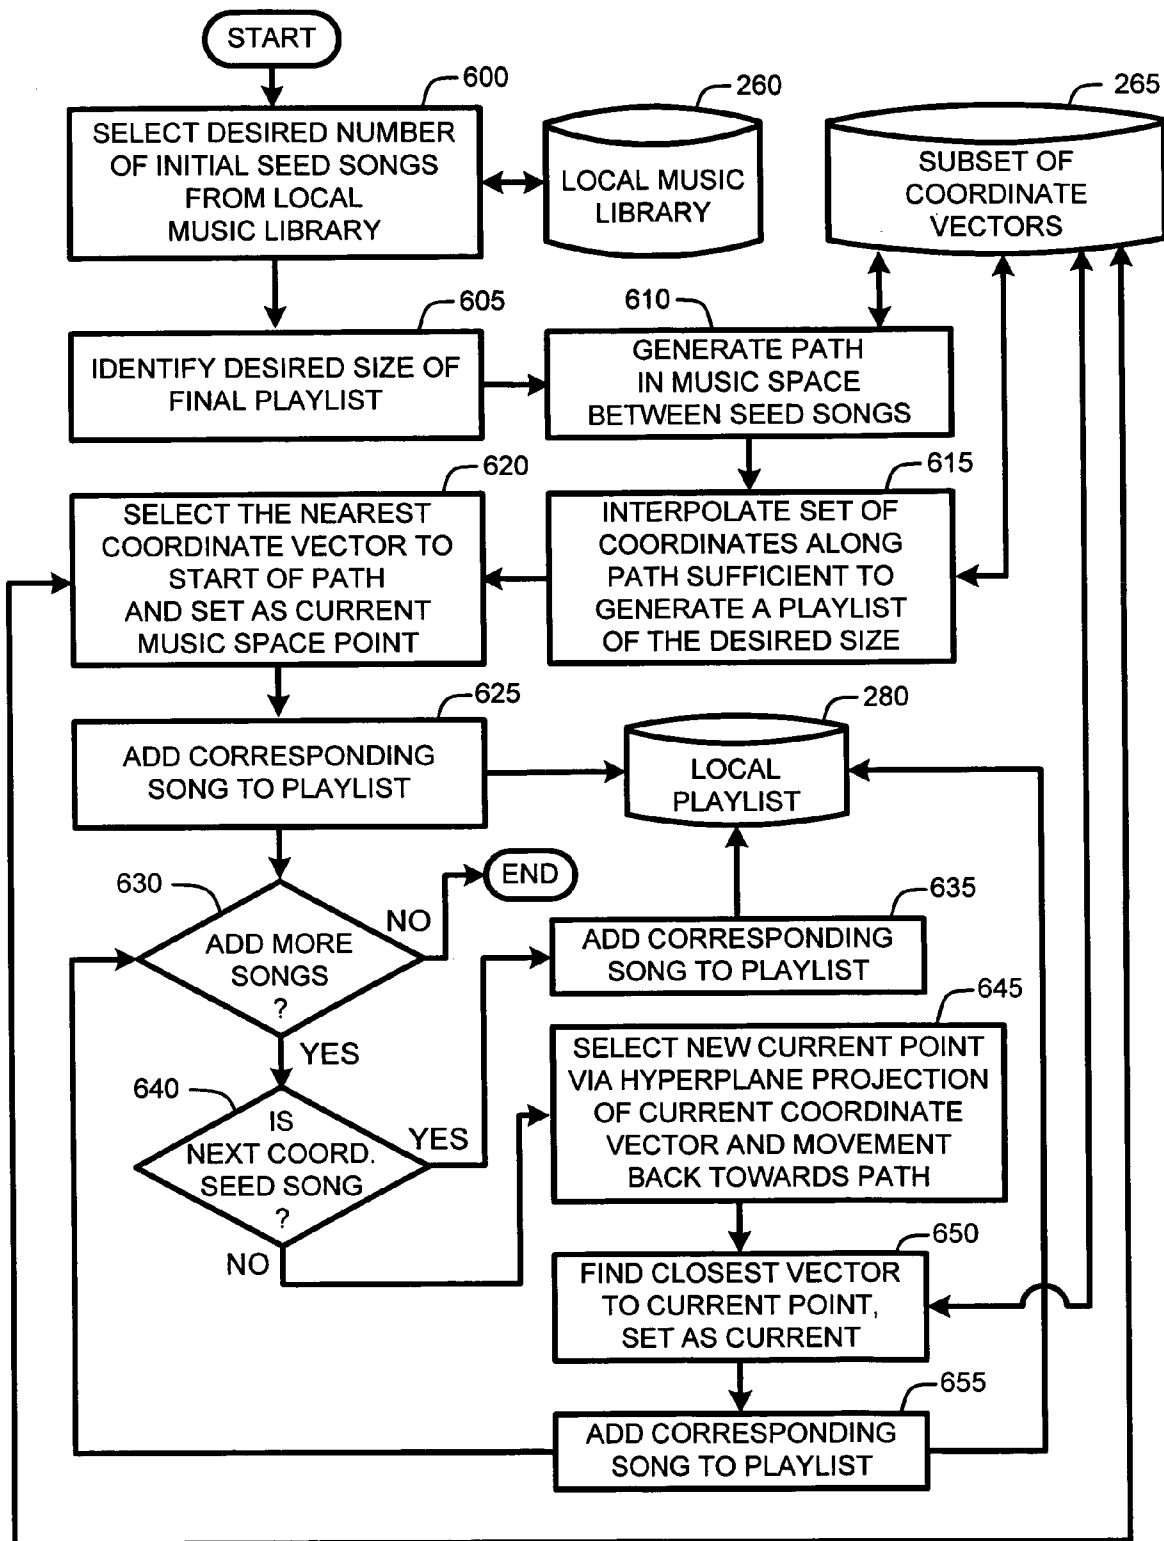 START
600
SELECT DESIRED NUMBER
OF INITIAL SEED SONGS
FROM LOCAL
MUSIC LIBRARY
260
LOCAL MUSIC
LIBRARY
265
SUBSET OF
COORDINATE
VECTORS
605
IDENTIFY DESIRED SIZE OF
FINAL PLAYLIST
610
GENERATE PATH
IN MUSIC SPACE
BETWEEN SEED SONGS
615
INTERPOLATE SET OF
COORDINATES ALONG
PATH SUFFICIENT TO
GENERATE A PLAYLIST
OF THE DESIRED SIZE
620
SELECT THE NEAREST
COORDINATE VECTOR TO
START OF PATH
AND SET AS CURRENT
MUSIC SPACE POINT
625
ADD CORRESPONDING
SONG TO PLAYLIST
280
LOCAL
PLAYLIST
630
ADD MORE
SONGS
?
NO
END
YES
635
ADD CORRESPONDING
SONG TO PLAYLIST
640
IS
NEXT COORD.
SEED SONG
?
YES
NO
645
SELECT NEW CURRENT POINT
VIA HYPERPLANE PROJECTION
OF CURRENT COORDINATE
VECTOR AND MOVEMENT
BACK TOWARDS PATH
650
FIND CLOSEST VECTOR
TO CURRENT POINT,
SET AS CURRENT
655
ADD CORRESPONDING
SONG TO PLAYLIST